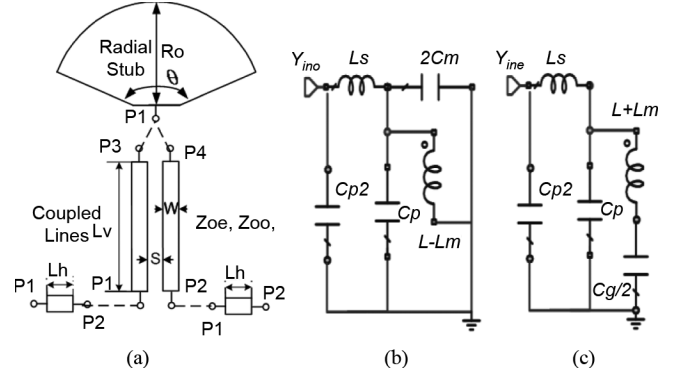 Radial Ro
Stub
θ
P1
P3 P4
Coupled
Lines Lv
W
Zoe, Zoo,
S
P1 Lh P1 P2 Lh P2
P2 P1
(a)
Yino Ls 2Cm
Cp2 Cp
L-Lm
(b)
Yine Ls
L+Lm
Cp2 Cp
Cg/2
(c)